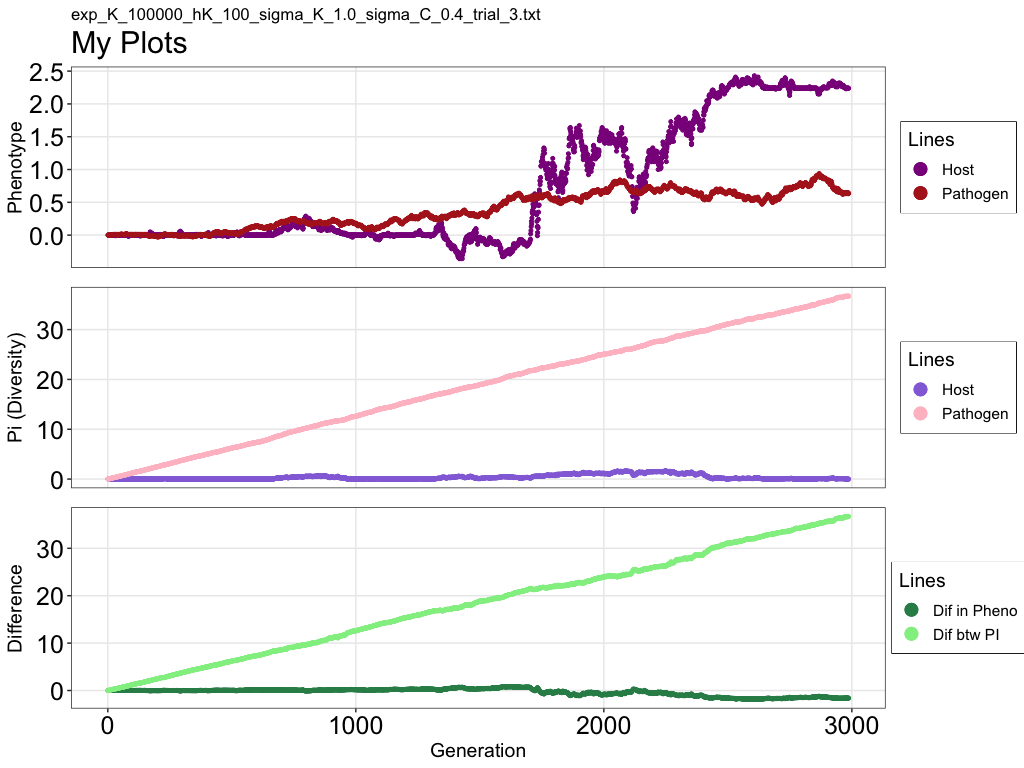 exp_K_100000_hK_100_sigma_K_1.0_sigma_C_0.4_trial_3.txt
My Plots
Phenotype
2.5
2.0
1.5
1.0
0.5
0.0
Lines
Host
Pathogen
Pi (Diversity)
30
20
10
0
Lines
Host
Pathogen
Difference
30
20
10
0
Lines
Dif in Pheno
Dif btw PI
0 1000 2000 3000
Generation